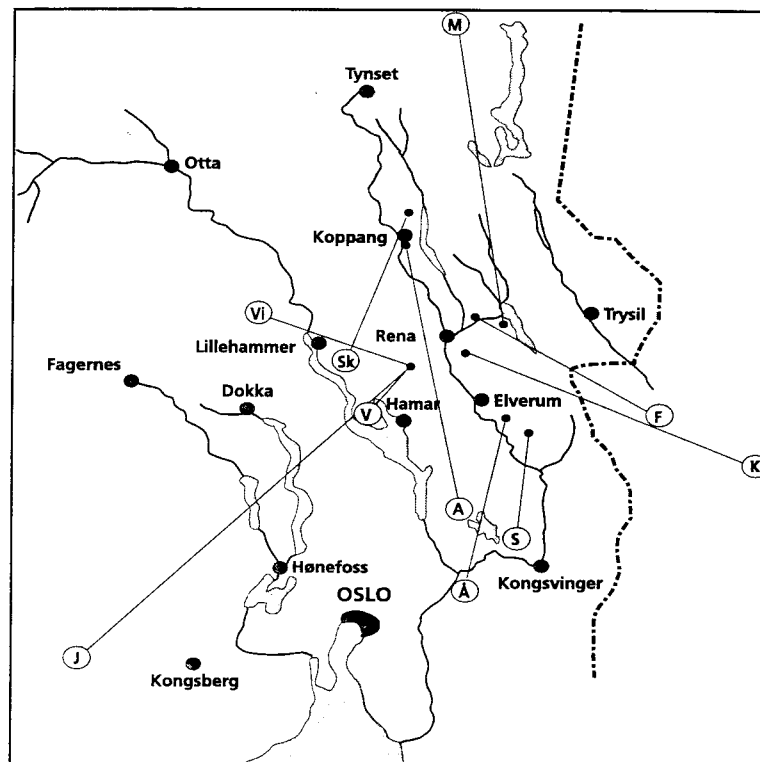 M
Tynset
Otta
Koppang
Vi
Trysil
Rena
Lillehammer
Sk
Fagernes
Dokka
Elverum
V
Hamar
F
K
A
S
Hønefoss
Kongsvinger
Å
OSLO
J
Kongsberg